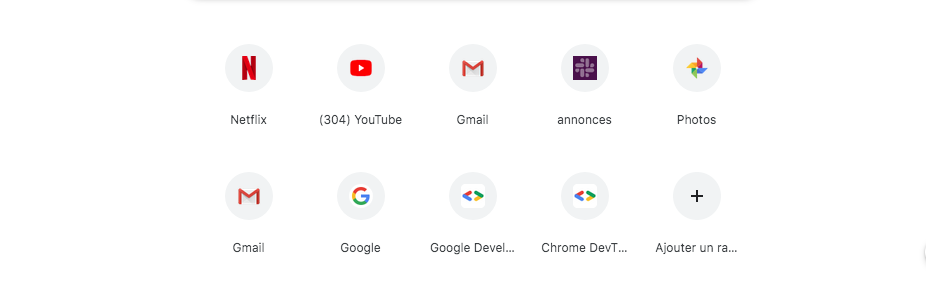 Netflix
(304) YouTube
Gmail
annonces
Photos
Gmail
Google
Google Devel...
Chrome DevT...
Ajouter un ra...